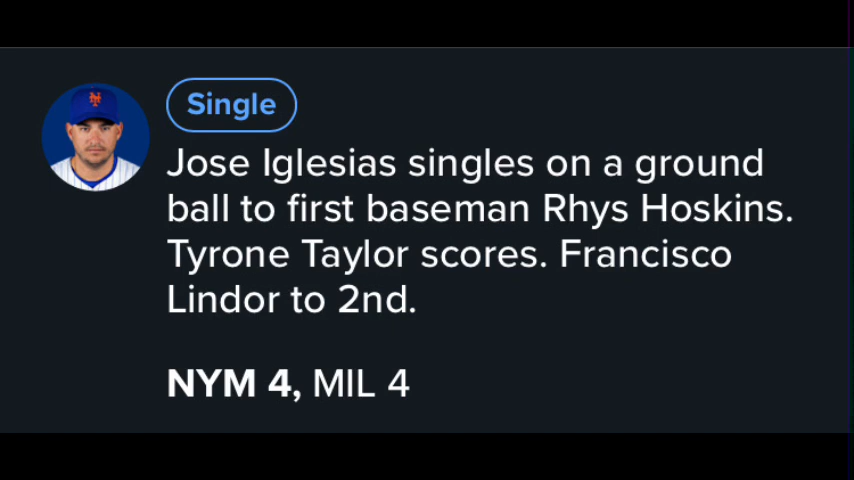 Single
Jose Iglesias singles on a ground
ball to first baseman Rhys Hoskins.
Tyrone Taylor scores. Francisco
Lindor to 2nd.
NYM 4, MIL 4